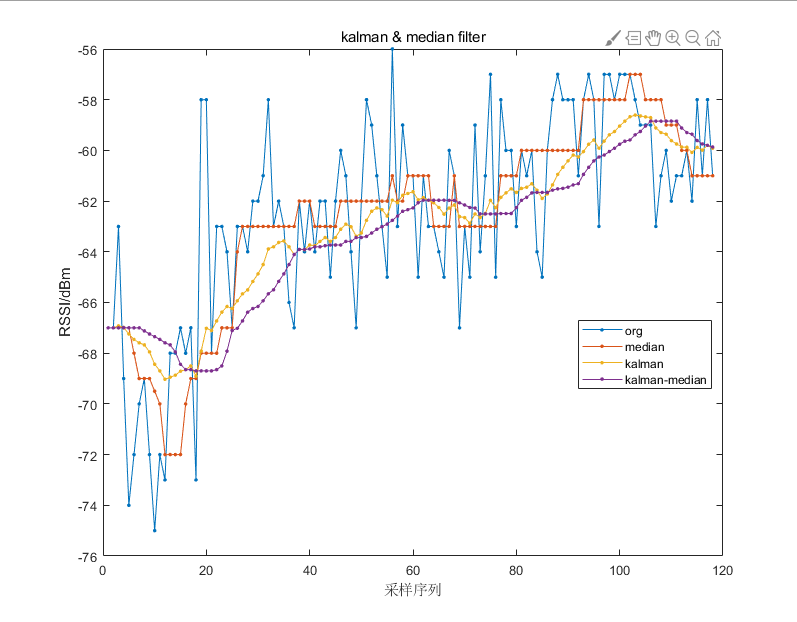 kalman & median filter
-56
-58
-60
-62
-64
-66
-68
-70
-72
-74
-76
RSSI/dBm
org
median
kalman
kalman-median
0 20 40 60 80 100 120
采样序列